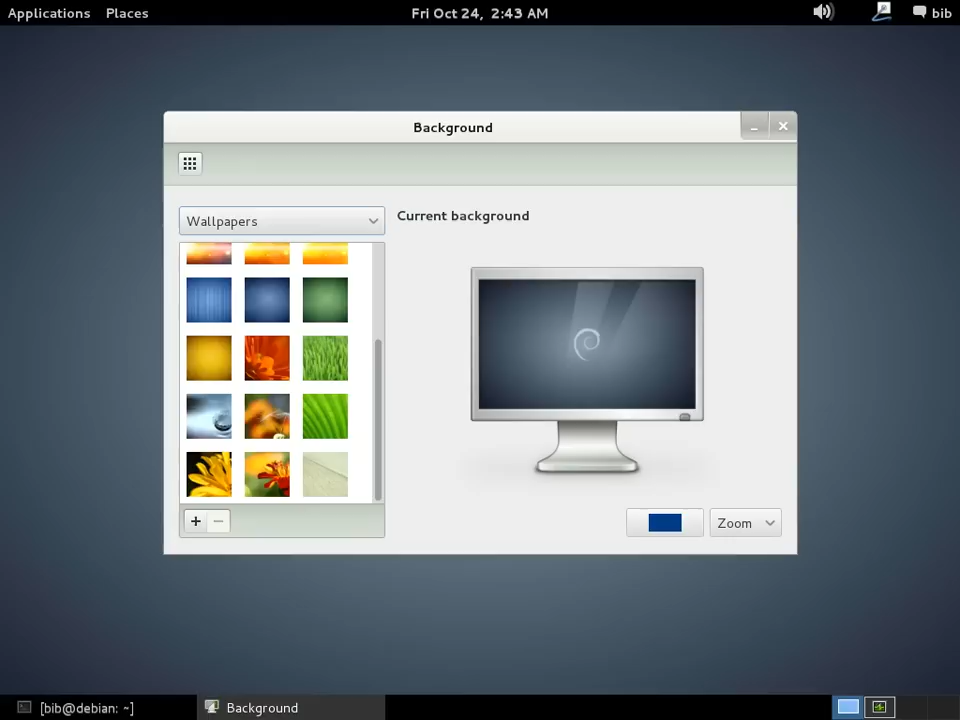 Applications Places Fri Oct 24, 2:43 AM bib
Background
Wallpapers
Current background
Zoom
[bib@debian: ~] Background